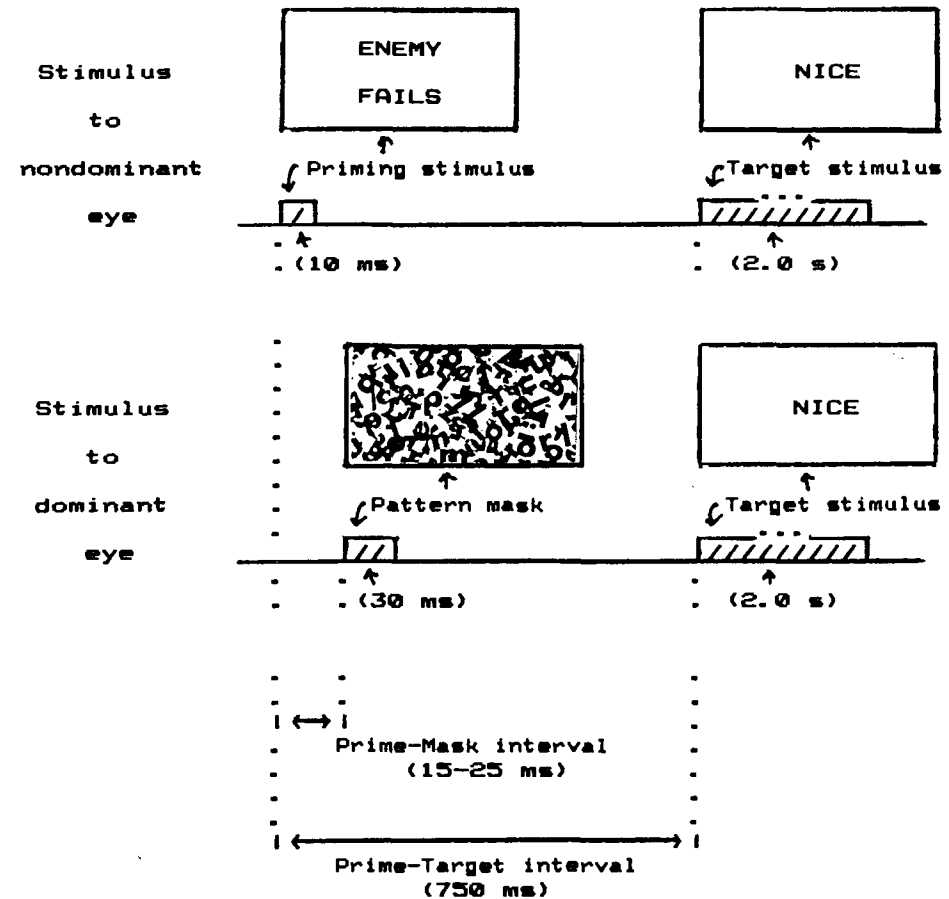 Stimulus
to
nondominant
eye
ENEMY
FAILS
NICE
Priming stimulus
Target stimulus
(10 ms)
(2.0 s)
Stimulus
to
dominant
eye
NICE
Pattern mask
Target stimulus
(30 ms)
(2.0 s)
Prime-Mask interval
(15-25 ms)
Prime-Target interval
(750 ms)